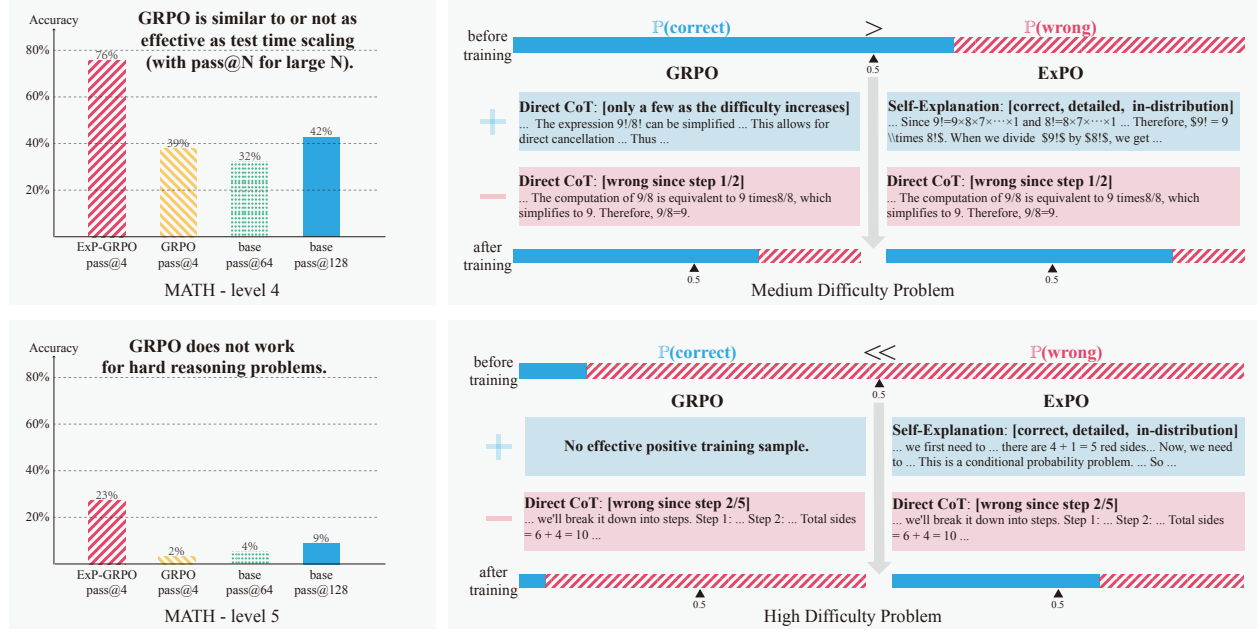 Accuracy
GRPO is similar to or not as
effective as test time scaling
(with pass@N for large N).
80%
60%
40%
20%
76%
39%
32%
42%
ExP-GRPO
pass@4
GRPO
pass@4
base
pass@64
base
pass@128
MATH - level 4
ℙ(correct)
>
ℙ(wrong)
before
training
0.5
GRPO
ExPO
+
Direct CoT: [only a few as the difficulty increases]
... The expression 9!/8! can be simplified ... This allows for
direct cancellation ... Thus ...
Self-Explanation: [correct, detailed, in-distribution]
... Since 9!=9×8×7×···×1 and 8!=8×7×···×1 ... Therefore, $9! = 9
\\times 8!$. When we divide $9!$ by $8!$, we get ...
−
Direct CoT: [wrong since step 1/2]
... The computation of 9/8 is equivalent to 9 times8/8, which
simplifies to 9. Therefore, 9/8=9.
Direct CoT: [wrong since step 1/2]
... The computation of 9/8 is equivalent to 9 times8/8, which
simplifies to 9. Therefore, 9/8=9.
after
training
0.5
0.5
Medium Difficulty Problem
Accuracy
GRPO does not work
for hard reasoning problems.
80%
60%
40%
20%
23%
2%
4%
9%
ExP-GRPO
pass@4
GRPO
pass@4
base
pass@64
base
pass@128
MATH - level 5
ℙ(correct)
<<
ℙ(wrong)
before
training
0.5
GRPO
ExPO
+
No effective positive training sample.
Self-Explanation: [correct, detailed, in-distribution]
... we first need to ... there are 4 + 1 = 5 red sides... Now, we need
to ... This is a conditional probability problem. ... So ...
−
Direct CoT: [wrong since step 2/5]
... we'll break it down into steps. Step 1: ... Step 2: ... Total sides
= 6 + 4 = 10 ...
Direct CoT: [wrong since step 2/5]
... we'll break it down into steps. Step 1: ... Step 2: ... Total sides
= 6 + 4 = 10 ...
after
training
0.5
0.5
High Difficulty Problem